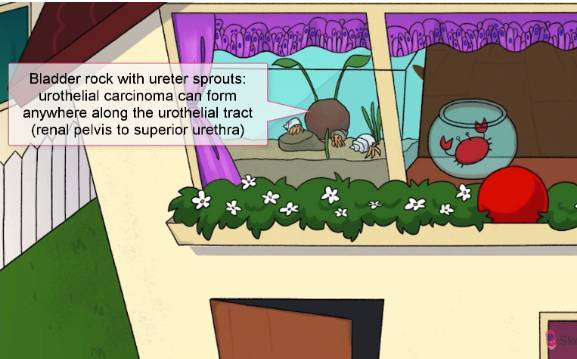 Bladder rock with ureter sprouts:
urothelial carcinoma can form
anywhere along the urothelial tract
(renal pelvis to superior urethra)